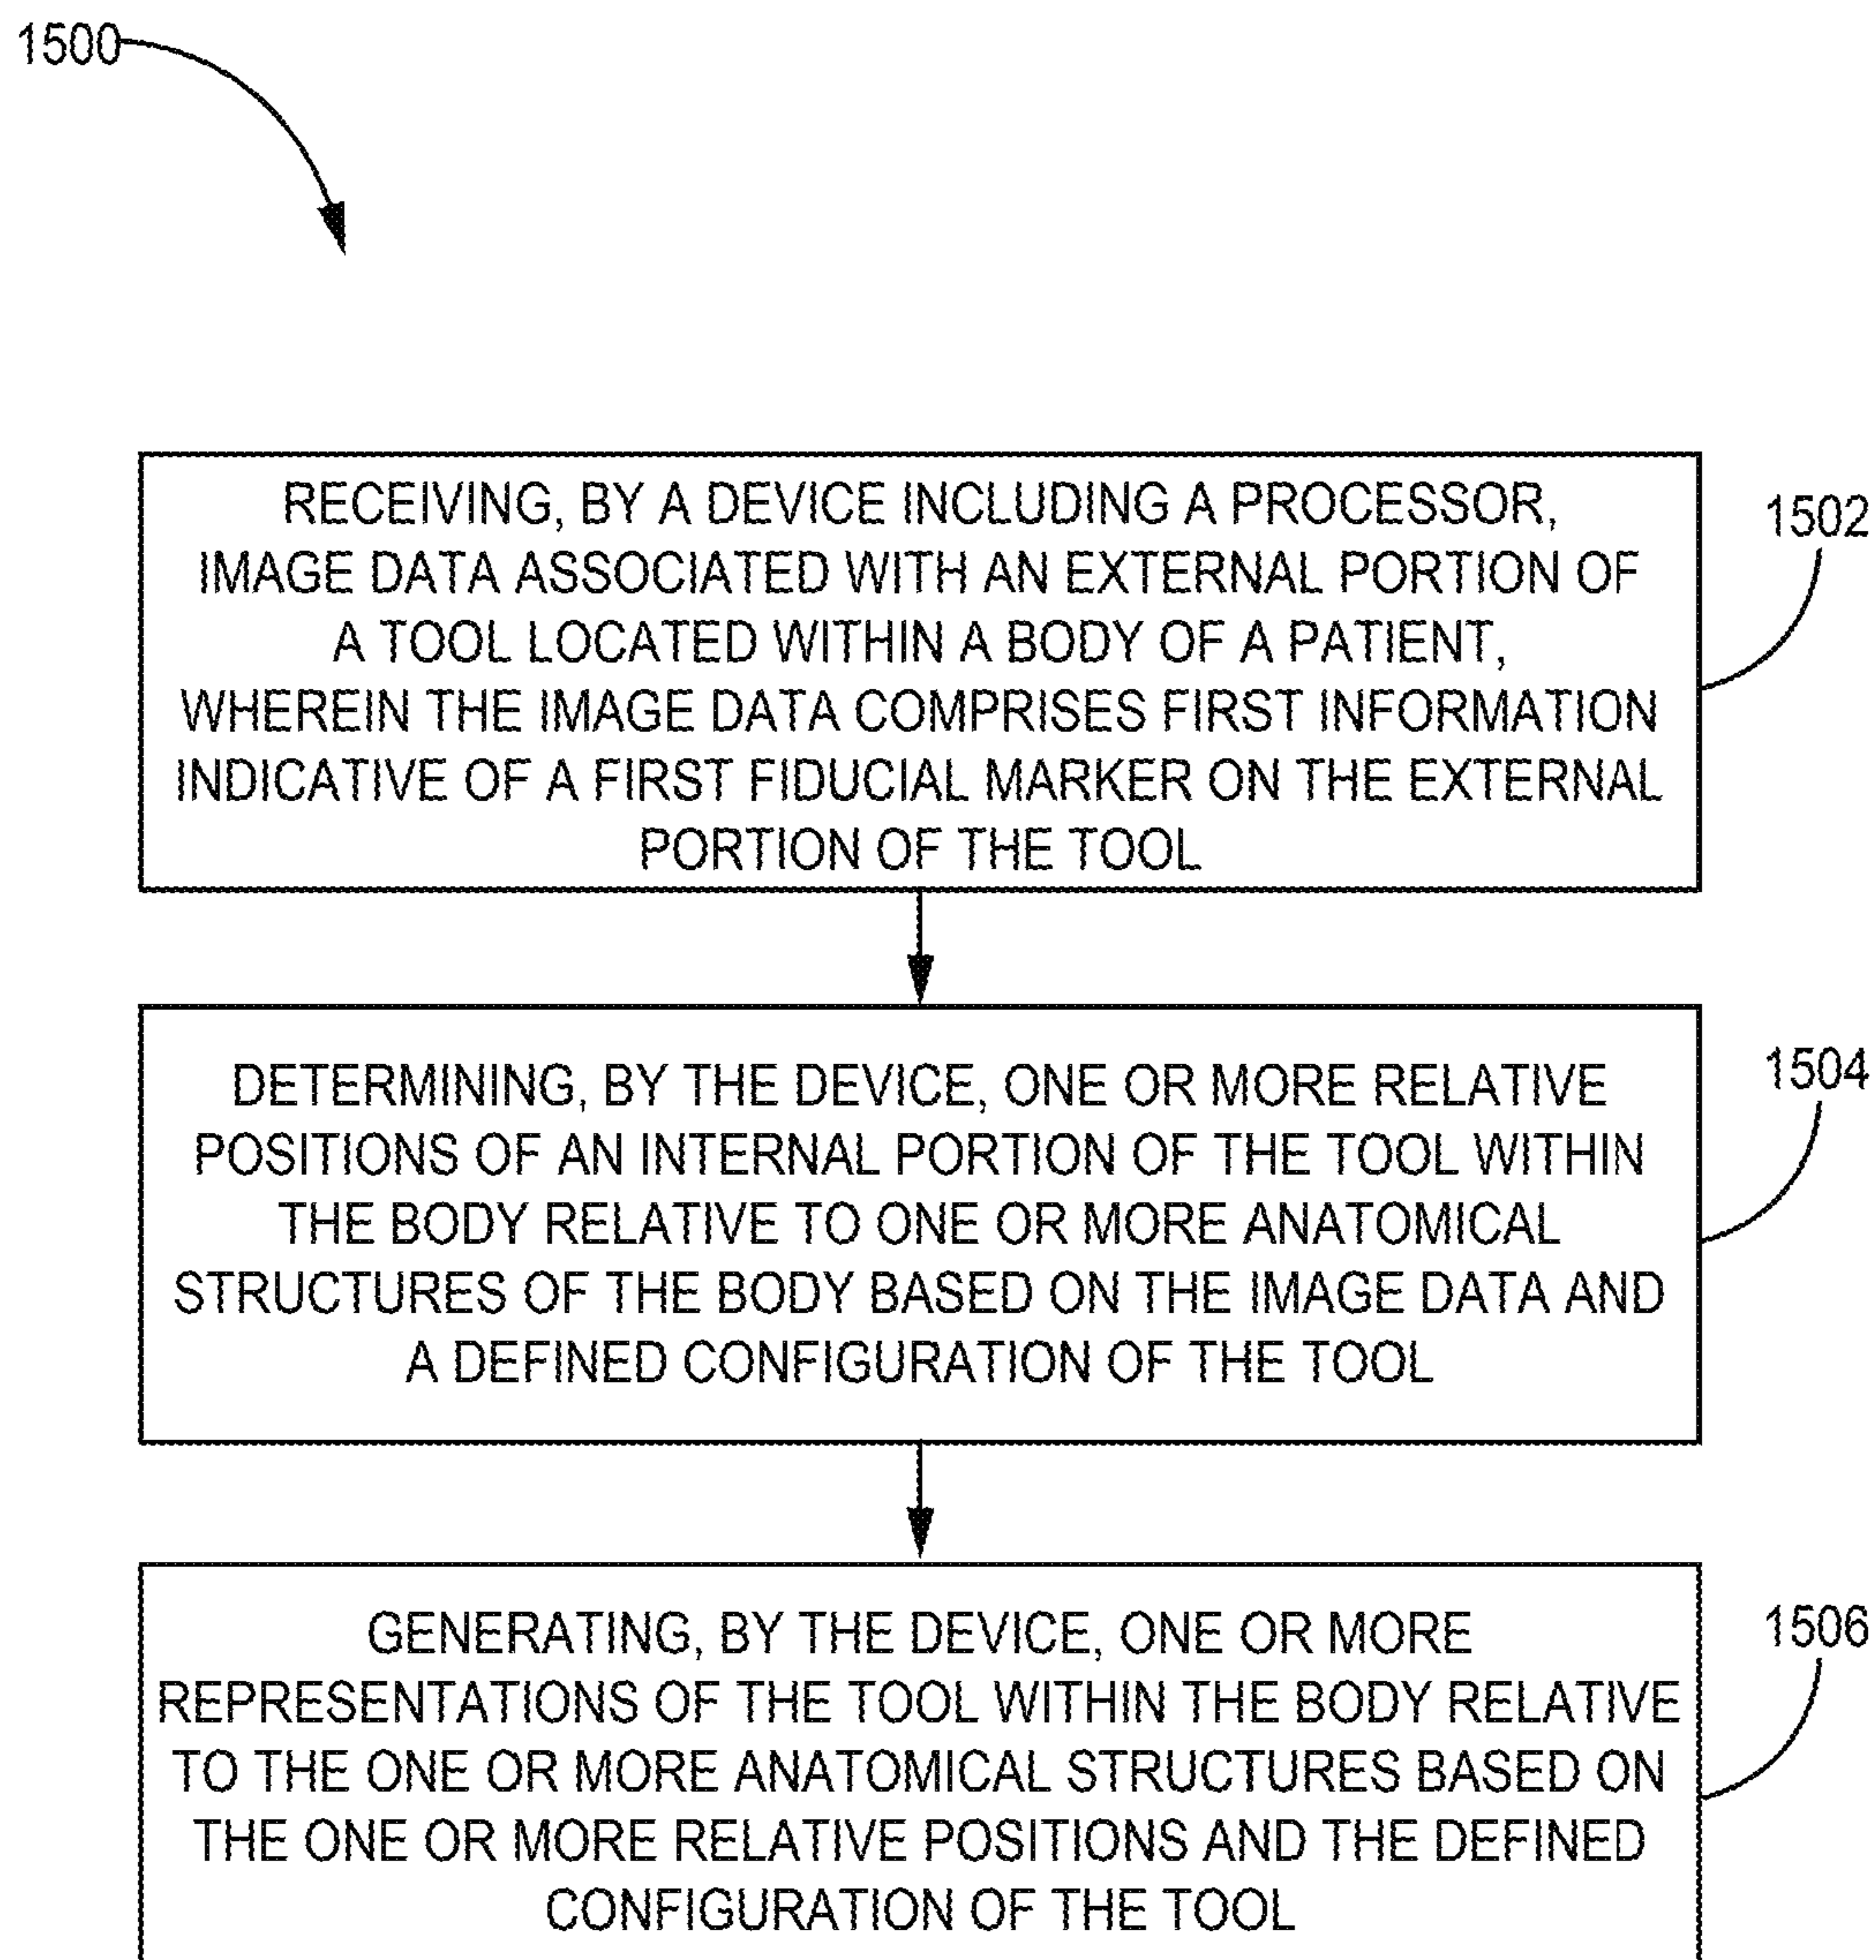 1500
RECEIVING, BY A DEVICE INCLUDING A PROCESSOR,
IMAGE DATA ASSOCIATED WITH AN EXTERNAL PORTION OF
A TOOL LOCATED WITHIN A BODY OF A PATIENT,
WHEREIN THE IMAGE DATA COMPRISES FIRST INFORMATION
INDICATIVE OF A FIRST FIDUCIAL MARKER ON THE EXTERNAL
PORTION OF THE TOOL
1502
DETERMINING, BY THE DEVICE, ONE OR MORE RELATIVE
POSITIONS OF AN INTERNAL PORTION OF THE TOOL WITHIN
THE BODY RELATIVE TO ONE OR MORE ANATOMICAL
STRUCTURES OF THE BODY BASED ON THE IMAGE DATA AND
A DEFINED CONFIGURATION OF THE TOOL
1504
GENERATING, BY THE DEVICE, ONE OR MORE
REPRESENTATIONS OF THE TOOL WITHIN THE BODY RELATIVE
TO THE ONE OR MORE ANATOMICAL STRUCTURES BASED ON
THE ONE OR MORE RELATIVE POSITIONS AND THE DEFINED
CONFIGURATION OF THE TOOL
1506